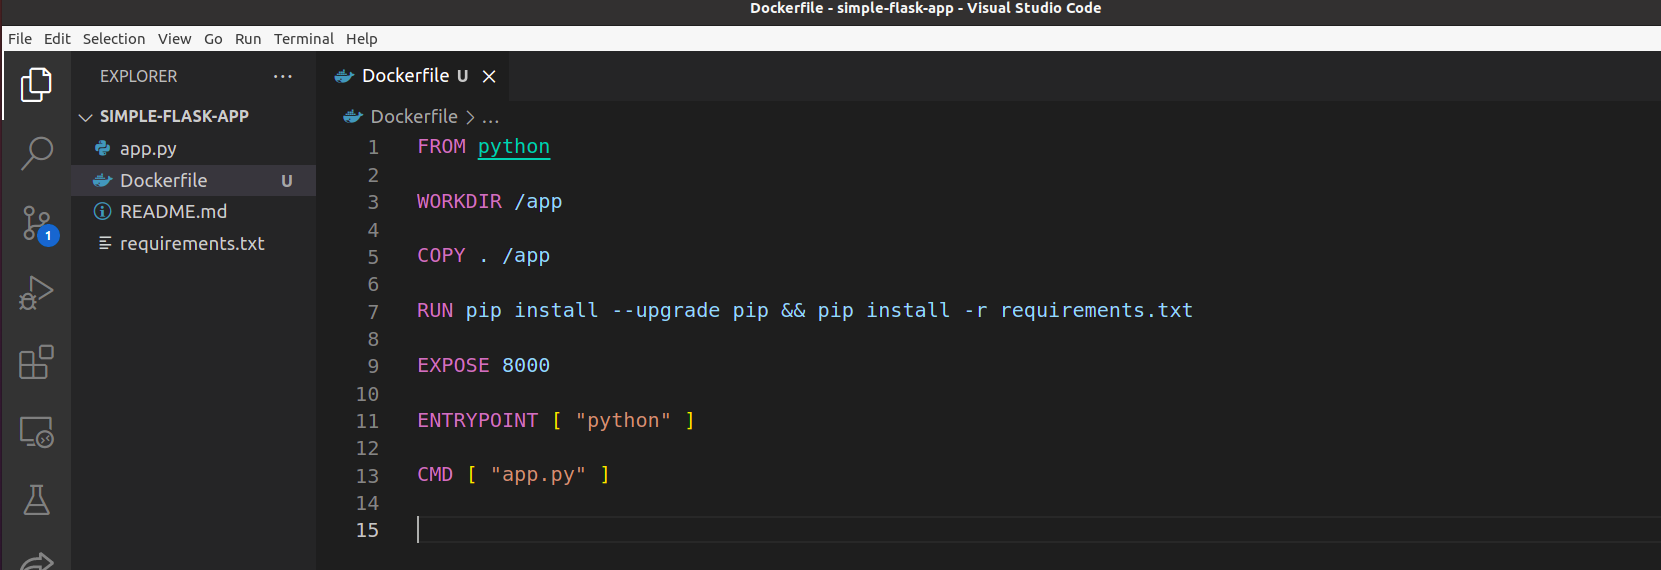 Dockerfile - simple-flask-app - Visual Studio Code
File Edit Selection View Go Run Terminal Help
EXPLORER ···
Dockerfile U ×
SIMPLE-FLASK-APP
app.py
Dockerfile U
README.md
requirements.txt
1
Dockerfile > ...
1 FROM python
2
3 WORKDIR /app
4
5 COPY . /app
6
7 RUN pip install --upgrade pip && pip install -r requirements.txt
8
9 EXPOSE 8000
10
11 ENTRYPOINT [ "python" ]
12
13 CMD [ "app.py" ]
14
15